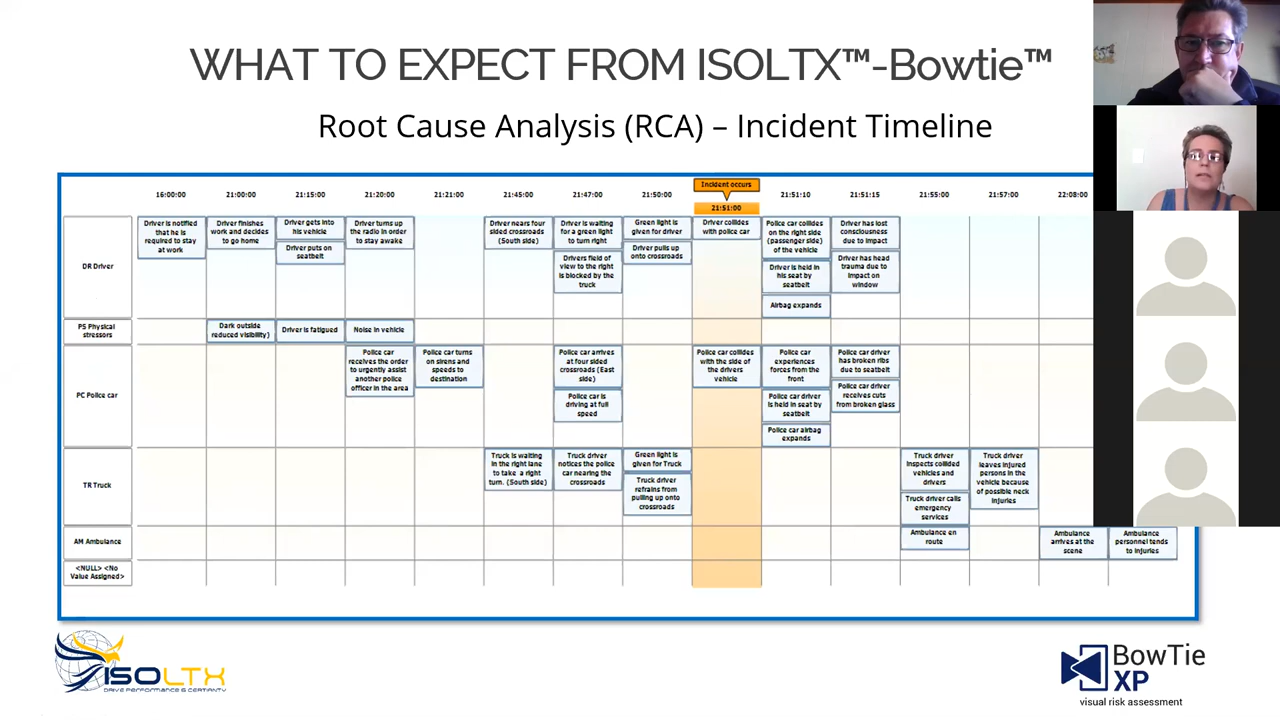 WHAT TO EXPECT FROM ISOLTX™-Bowtie™
Root Cause Analysis (RCA) – Incident Timeline
Incident occurs
16:00:00 21:00:00 21:15:00 21:20:00 21:21:00 21:45:00 21:47:00 21:50:00 21:51:00 21:51:10 21:51:15 21:55:00 21:57:00 22:08:00
DR Driver
Driver is notified
that he is
required to stay
at work
Driver finishes
work and decides
to go home
Driver gets into
his vehicle
Driver puts on
seatbelt
Driver turns up
the radio in order
to stay awake
Driver nears four
sided crossroads
(South side)
Driver is waiting
for a green light
to turn right
Drivers field of
view to the right
is blocked by the
truck
Green light is
given for driver
Driver pulls up
onto crossroads
Driver collides
with police car
Police car collides
on the right side
(passenger side)
of the vehicle
Driver is held in
his seat by
seatbelt
Airbag expands
Driver has lost
consciousness
due to impact
Driver has head
trauma due to
impact on
window
PS Physical
stressors
Dark outside
reduced visibility)
Driver is fatigued
Noise in vehicle
PC Police car
Police car
receives the order
to urgently assist
another police
officer in the area
Police car turns
on sirens and
speeds to
destination
Police car arrives
at four sided
crossroads (East
side)
Police car is
driving at full
speed
Police car collides
with the side of
the drivers
vehicle
Police car
experiences
forces from the
front
Police car driver
is held in seat by
seatbelt
Police car airbag
expands
Police car driver
has broken ribs
due to seatbelt
Police car driver
receives cuts
from broken glass
TR Truck
Truck is waiting
in the right lane
to take a right
turn. (South side)
Truck driver
notices the police
car nearing the
crossroads
Green light is
given for Truck
Truck driver
refrains from
pulling up onto
crossroads
Truck driver
inspects collided
vehicles and
drivers
Truck driver calls
emergency
services
Truck driver
leaves injured
persons in the
vehicle because
of possible neck
injuries
AM Ambulance
Ambulance en
route
Ambulance
arrives at the
scene
Ambulance
personnel tends
to injuries
<NULL> <No
Value Assigned>
ISOLTX
DRIVE PERFORMANCE & CERTAINTY
BowTie
XP
visual risk assessment